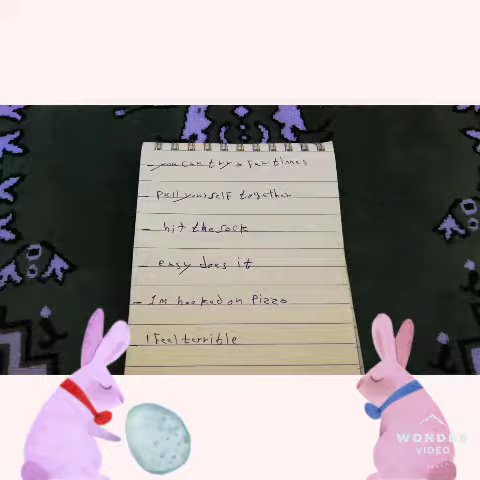 - you can try a few times
- Pull yourself together
- hit the sack
- easy does it
- I'm hooked on Pizza
- I Feel terrible
WONDER
VIDEO